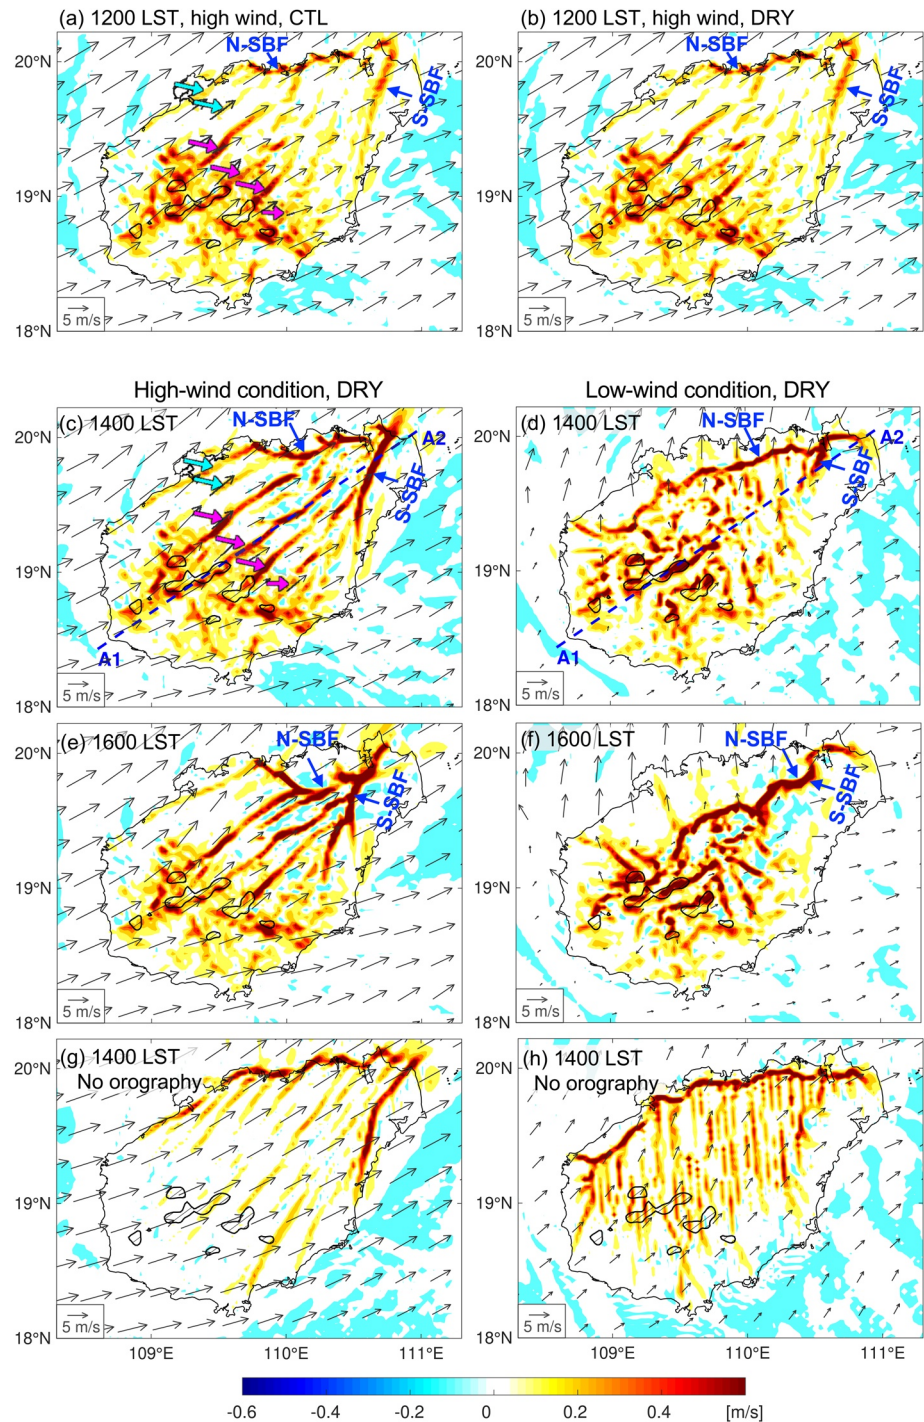 (a) 1200 LST, high wind, CTL
(b) 1200 LST, high wind, DRY
20°N
N-SBF
S-SBF
N-SBF
S-SBF
19°N
5 m/s
5 m/s
18°N
High-wind condition, DRY
Low-wind condition, DRY
(c) 1400 LST
N-SBF
A2
S-SBF
A1
5 m/s
(d) 1400 LST
N-SBF
A2
S-SBF
A1
5 m/s
20°N
20°N
19°N
19°N
18°N
18°N
(e) 1600 LST
N-SBF
S-SBF
5 m/s
(f) 1600 LST
N-SBF
S-SBF
5 m/s
20°N
20°N
19°N
19°N
18°N
18°N
(g) 1400 LST
No orography
5 m/s
(h) 1400 LST
No orography
5 m/s
20°N
20°N
19°N
19°N
18°N
18°N
109°E
110°E
111°E
109°E
110°E
111°E
-0.6
-0.4
-0.2
0
0.2
0.4
[m/s]